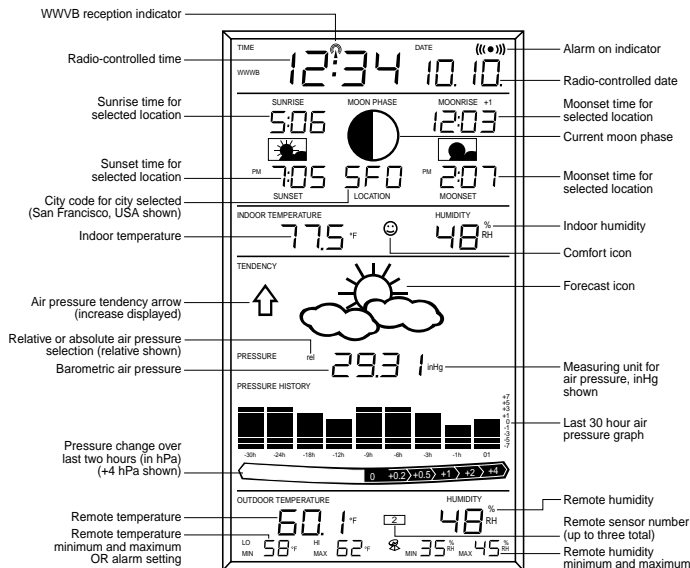 WWVB reception indicator
TIME
DATE
Radio-controlled time
Alarm on indicator
WWWB
12:34
10. 10.
Radio-controlled date
Sunrise time for
selected location
SUNRISE
MOON PHASE
MOONRISE +1
Moonset time for
selected location
5:06
12:03
Current moon phase
Sunset time for
selected location
PM
7:05
SFO
PM
2:07
Moonset time for
selected location
SUNSET
LOCATION
MOONSET
City code for city selected
(San Francisco, USA shown)
INDOOR TEMPERATURE
HUMIDITY
Indoor temperature
77.5 °F
48 % RH
Indoor humidity
Comfort icon
TENDENCY
Forecast icon
Air pressure tendency arrow
(increase displayed)
Relative or absolute air pressure
selection (relative shown)
PRESSURE
rel
29.31 inHg
Barometric air pressure
Measuring unit for
air pressure, inHg
shown
PRESSURE HISTORY
+7
+5
+3
+1
0
-1
-3
-5
-7
Last 30 hour air
pressure graph
-30h -24h -18h -12h -9h -6h -3h -1h 01
Pressure change over
last two hours (in hPa)
(+4 hPa shown)
0 +0.2 +0.5 +1 +2 +4
OUTDOOR TEMPERATURE
HUMIDITY
Remote humidity
Remote temperature
60.1 °F
2
48 % RH
Remote sensor number
(up to three total)
Remote temperature
minimum and maximum
OR alarm setting
LO
MIN
58 °F
HI
MAX
62 °F
MIN
35 % RH
MAX
45 % RH
Remote humidity
minimum and maximum